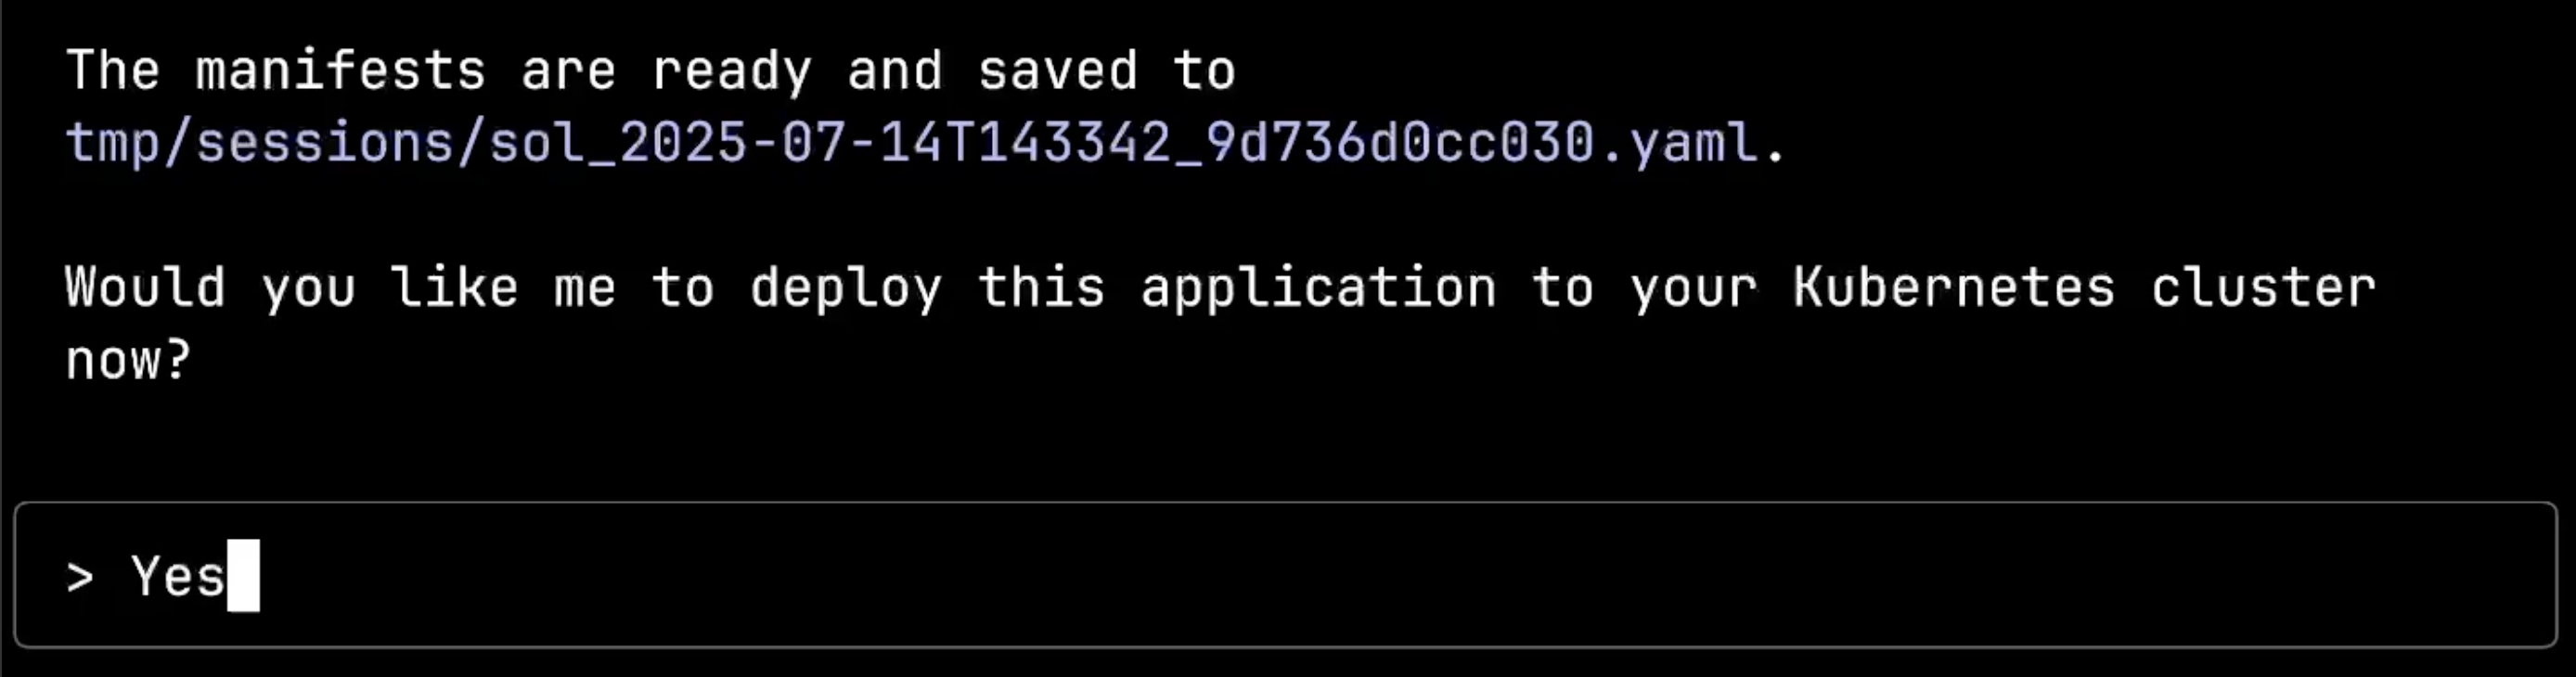 The manifests are ready and saved to
tmp/sessions/sol_2025-07-14T143342_9d736d0cc030.yaml.
Would you like me to deploy this application to your Kubernetes cluster
now?
> Yes